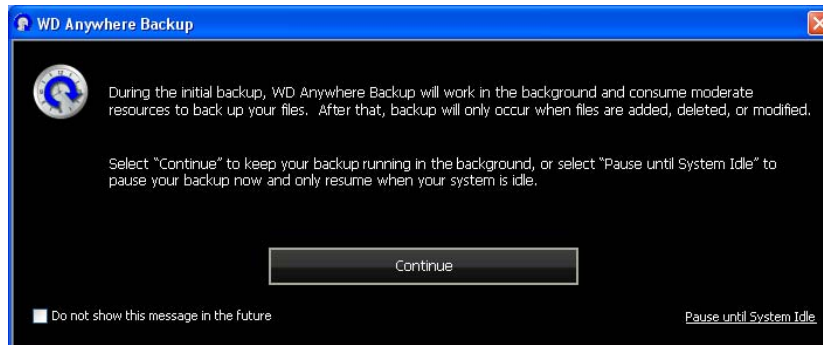 WD Anywhere Backup
During the initial backup, WD Anywhere Backup will work in the background and consume moderate
resources to back up your files. After that, backup will only occur when files are added, deleted, or modified.
Select “Continue” to keep your backup running in the background, or select “Pause until System Idle” to
pause your backup now and only resume when your system is idle.
Continue
Do not show this message in the future
Pause until System Idle